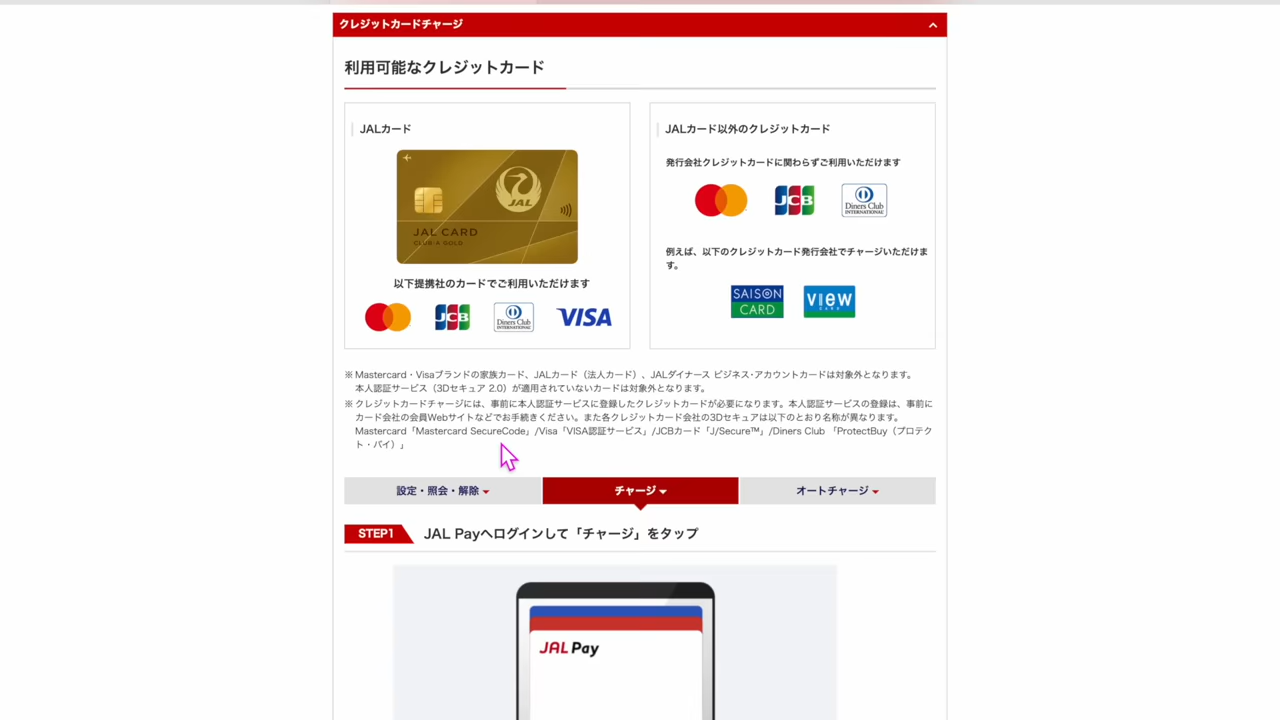 クレジットカードチャージ
利用可能なクレジットカード
JALカード
JAL
JAL CARD
CLUB-A GOLD
以下提携社のカードでご利用いただけます
JCB
Diners Club
INTERNATIONAL
VISA
JALカード以外のクレジットカード
発行会社クレジットカードに関わらずご利用いただけます
JCB
Diners Club
INTERNATIONAL
例えば、以下のクレジットカード発行会社でチャージいただけま
す。
SAISON
CARD
VIEW
CARD
※ Mastercard・Visaブランドの家族カード、JALカード（法人カード）、JALダイナース ビジネス･アカウントカードは対象外となります。
本人認証サービス（3Dセキュア 2.0）が適用されていないカードは対象外となります。
※ クレジットカードチャージには、事前に本人認証サービスに登録したクレジットカードが必要になります。本人認証サービスの登録は、事前に
カード会社の会員Webサイトなどでお手続きください。また各クレジットカード会社の3Dセキュアは以下のとおり名称が異なります。
Mastercard「Mastercard SecureCode」/Visa「VISA認証サービス」/JCBカード「J/Secure™」/Diners Club 「ProtectBuy（プロテク
ト・バイ）」
設定・照会・解除
チャージ
オートチャージ
STEP1
JAL Payへログインして「チャージ」をタップ
JAL Pay